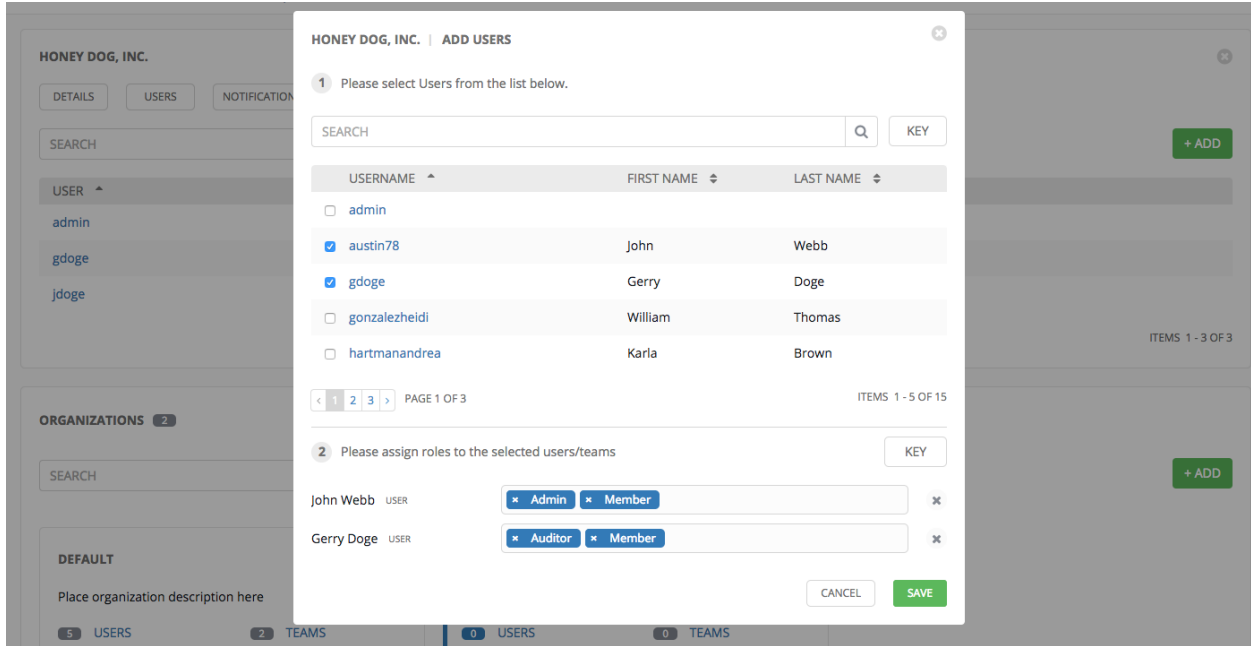 HONEY DOG, INC.
DETAILS USERS NOTIFICATION
SEARCH
+ ADD
USER
admin
gdoge
jdoge
ITEMS 1 - 3 OF 3
ORGANIZATIONS 2
SEARCH
+ ADD
DEFAULT
Place organization description here
5 USERS 2 TEAMS
0 USERS 0 TEAMS
HONEY DOG, INC. | ADD USERS
1 Please select Users from the list below.
SEARCH KEY
USERNAME FIRST NAME LAST NAME
admin
austin78 John Webb
gdoge Gerry Doge
gonzalezheidi William Thomas
hartmanandrea Karla Brown
< 1 2 3 > PAGE 1 OF 3 ITEMS 1 - 5 OF 15
2 Please assign roles to the selected users/teams KEY
John Webb USER × Admin × Member ×
Gerry Doge USER × Auditor × Member ×
CANCEL SAVE